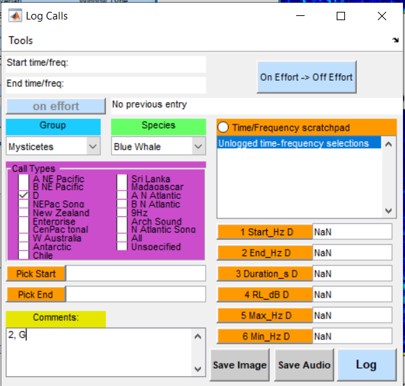 Log Calls
Tools
Start time/freq:
End time/freq:
On Effort -> Off Effort
on effort
No previous entry
Group
Species
Mysticetes
Blue Whale
Time/Frequency scratchpad
Unlogged time-frequency selections
Call Types
A NE Pacific
B NE Pacific
D
NEPac Sono
New Zealand
Enterprise
CenPac tonal
W Australia
Antarctic
Chile
Sri Lanka
Madagascar
A N Atlantic
B N Atlantic
9Hz
Arch Sound
N Atlantic Sono
All
Unspecified
1 Start_Hz D NaN
2 End_Hz D NaN
3 Duration_s D NaN
4 RL_dB D NaN
5 Max_Hz D NaN
6 Min_Hz D NaN
Pick Start
Pick End
Comments:
2, G
Save Image
Save Audio
Log